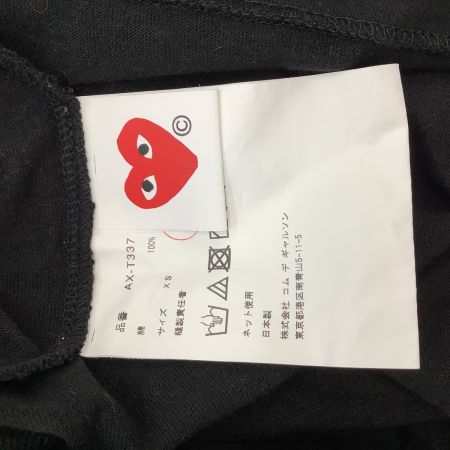 ©
品番 AX-T337
綿 100%
サイズ XS
縫製責任者
ネット使用
日本製
株式会社 コム デ ギャルソン
東京都港区南青山5-11-5